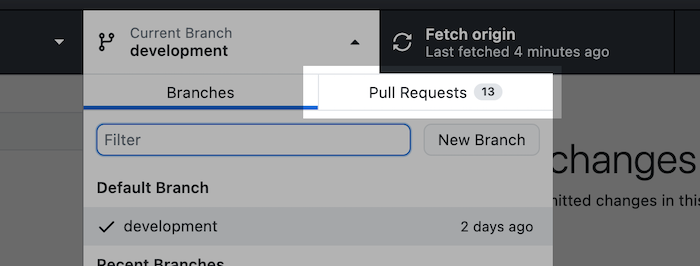 Current Branch
development
Fetch origin
Last fetched 4 minutes ago
Branches
Pull Requests 13
Filter
New Branch
changes
Default Branch
mitted changes in this
development
2 days ago
Recent Branches